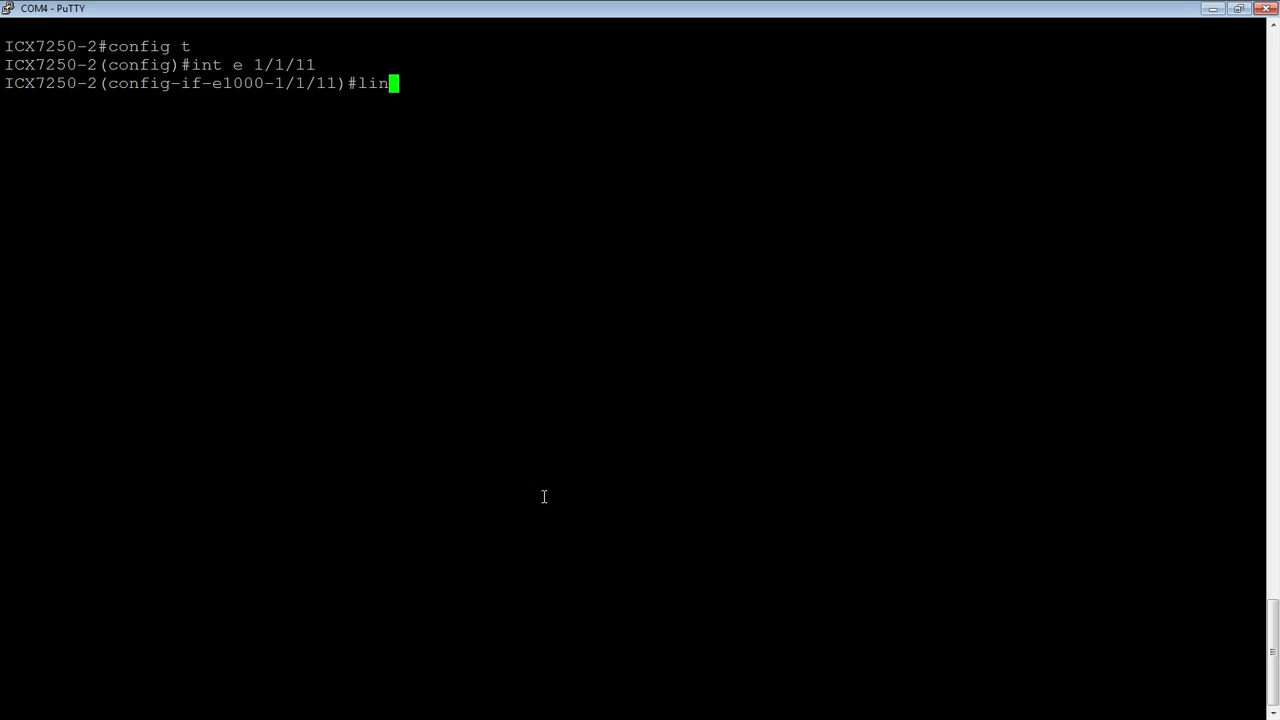 COM4 - PuTTY
ICX7250-2#config t
ICX7250-2(config)#int e 1/1/11
ICX7250-2(config-if-e1000-1/1/11)#lin